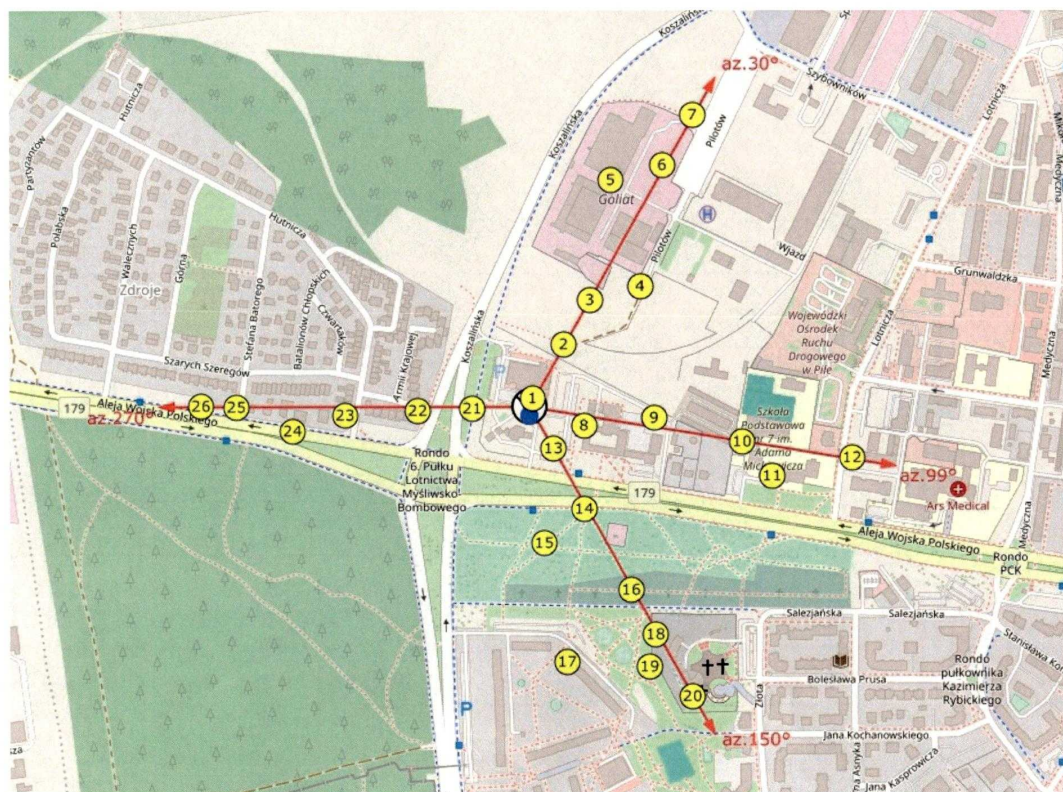 Koszalińska
az.30°
Szybowników
Lotnicza
Medyczna
Hutnicza
Partyzantów
7
Pilotów
6
5
Goliat
Koszalińska
Połabska
Walecznych
Górna
Hutnicza
H
Pilotów
Wjazd
Grunwaldzka
Zdroje
Stefana Batorego
Batalionów Chłopskich
Czwartaków
Armii Krajowej
4
3
Wojewódzki
Ośrodek
Ruchu
Drogowego
w Pile
Lotnicza
Medyczna
Koszalińska
2
Szarych Szeregów
1
26
25
23
22
21
9
8
179
Aleja Wojska Polskiego
az.270°
24
Szkoła
Podstawowa
nr 7 im.
Adama
Mickiewicza
10
13
12
11
az.99°
Rondo
6. Pułku
Lotnictwa
Myśliwsko
Bombowego
179
Ars Medical
Medyczna
14
Aleja Wojska Polskiego
15
Rondo
PCK
16
Salezjańska
Salezjańska
18
17
19
Rondo
pułkownika
Kazimierza
Rybickiego
Bolesława Prusa
20
Złota
P
az.150°
Jana Kochanowskiego
Jana Kasprowicza